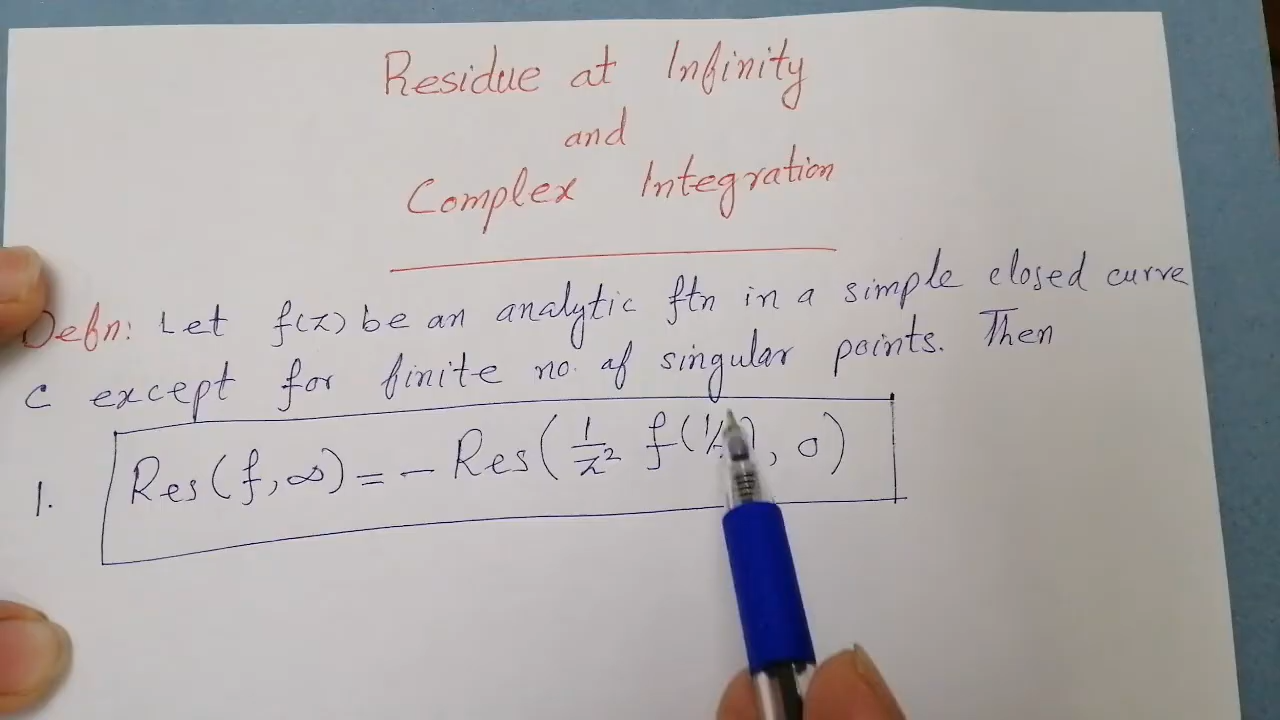 Residue at Infinity
and
Complex Integration
Defn: Let f(z) be an analytic ftn in a simple closed curve
C except for finite no. of singular points. Then
1. Res(f,∞) = - Res(1/z² f(1/z), 0)